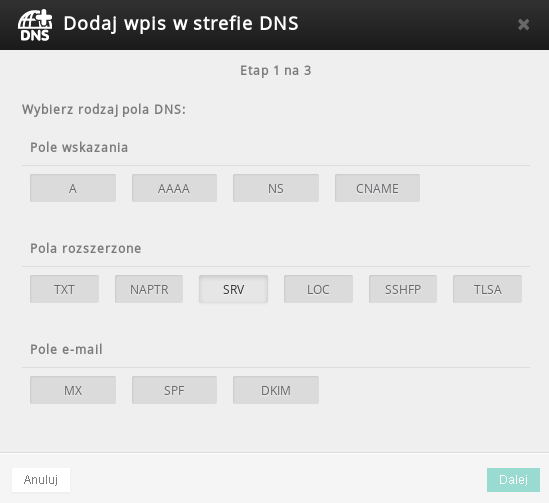 DNS Dodaj wpis w strefie DNS
Etap 1 na 3
Wybierz rodzaj pola DNS:
Pole wskazania
A AAAA NS CNAME
Pola rozszerzone
TXT NAPTR SRV LOC SSHFP TLSA
Pole e-mail
MX SPF DKIM
Anuluj Dalej